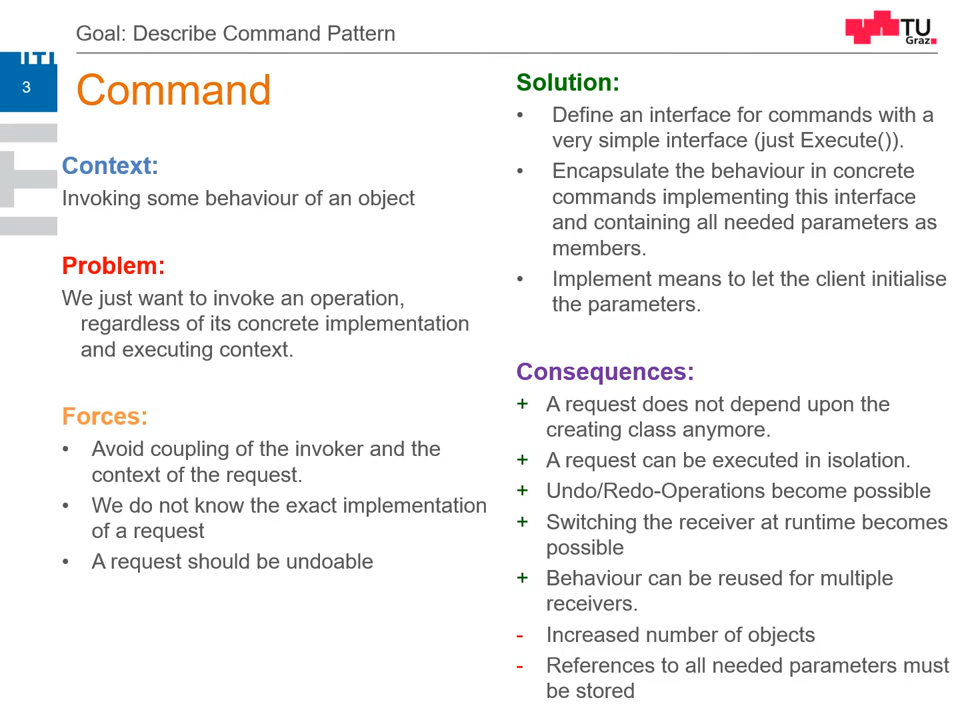 Goal: Describe Command Pattern
TU
Graz
3
Command
Context:
Invoking some behaviour of an object
Problem:
We just want to invoke an operation,
regardless of its concrete implementation
and executing context.
Forces:
• Avoid coupling of the invoker and the
context of the request.
• We do not know the exact implementation
of a request
• A request should be undoable
Solution:
• Define an interface for commands with a
very simple interface (just Execute()).
• Encapsulate the behaviour in concrete
commands implementing this interface
and containing all needed parameters as
members.
• Implement means to let the client initialise
the parameters.
Consequences:
+ A request does not depend upon the
creating class anymore.
+ A request can be executed in isolation.
+ Undo/Redo-Operations become possible
+ Switching the receiver at runtime becomes
possible
+ Behaviour can be reused for multiple
receivers.
- Increased number of objects
- References to all needed parameters must
be stored